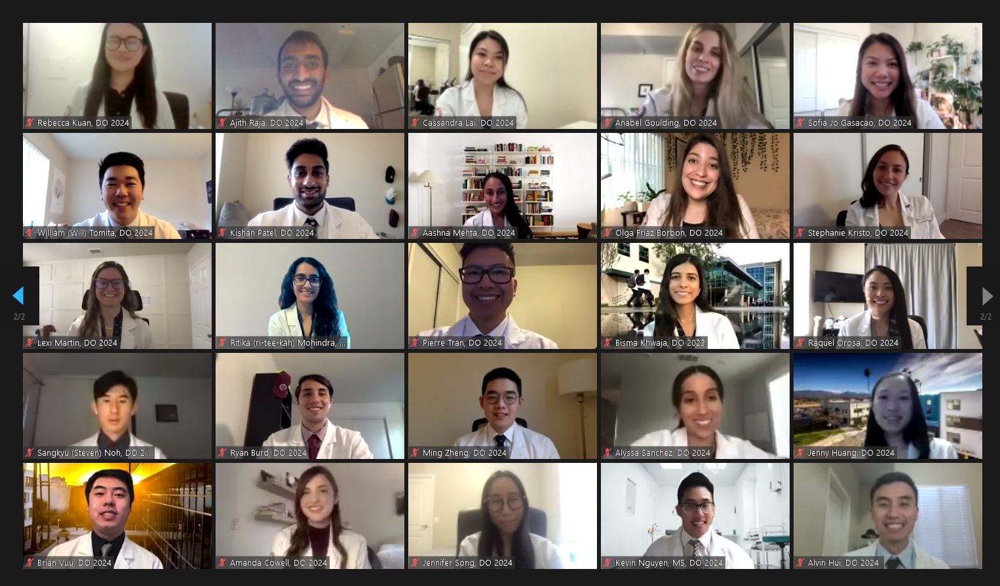 Rebecca Kuan, DO 2024
Ajith Raja, DO 2024
Cassandra Lai, DO 2024
Anabel Goulding, DO 2024
Sofia Jo Gasacao, DO 2024
William (Will) Tomita, DO 2024
Kishan Patel, DO 2024
Aashna Mehta, DO 2024
Olga Friaz Borbon, DO 2024
Stephanie Kristo, DO 2024
2/2
2/2
Lexi Martin, DO 2024
Ritika (ri-tee-kah) Mohindra, ...
Pierre Tran, DO 2024
Bisma Khwaja, DO 2023
Raquel Orosa, DO 2024
Sangkyu (Steven) Noh, DO 2...
Ryan Burd, DO 2024
Ming Zheng, DO 2024
Alyssa Sanchez, DO 2024
Jenny Huang, DO 2024
Brian Vuu, DO 2024
Amanda Cowell, DO 2024
Jennifer Song, DO 2024
Kevin Nguyen, MS, DO 2024
Alvin Hui, DO 2024